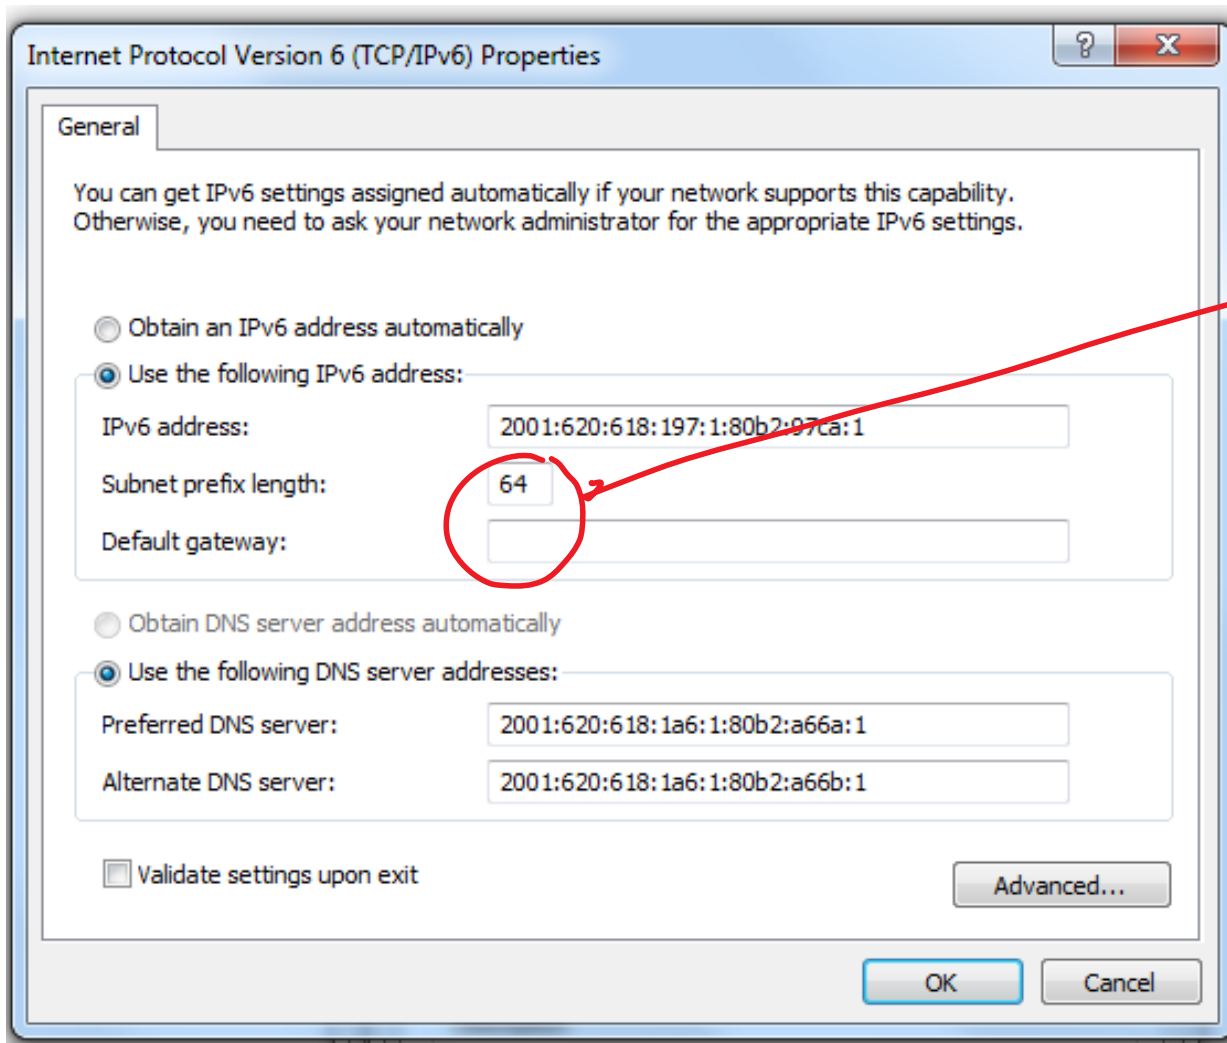 Internet Protocol Version 6 (TCP/IPv6) Properties
?
X
General
You can get IPv6 settings assigned automatically if your network supports this capability.
Otherwise, you need to ask your network administrator for the appropriate IPv6 settings.
Obtain an IPv6 address automatically
Use the following IPv6 address:
IPv6 address: 2001:620:618:197:1:80b2:97ca:1
Subnet prefix length: 64
Default gateway:
Obtain DNS server address automatically
Use the following DNS server addresses:
Preferred DNS server: 2001:620:618:1a6:1:80b2:a66a:1
Alternate DNS server: 2001:620:618:1a6:1:80b2:a66b:1
Validate settings upon exit
Advanced...
OK Cancel